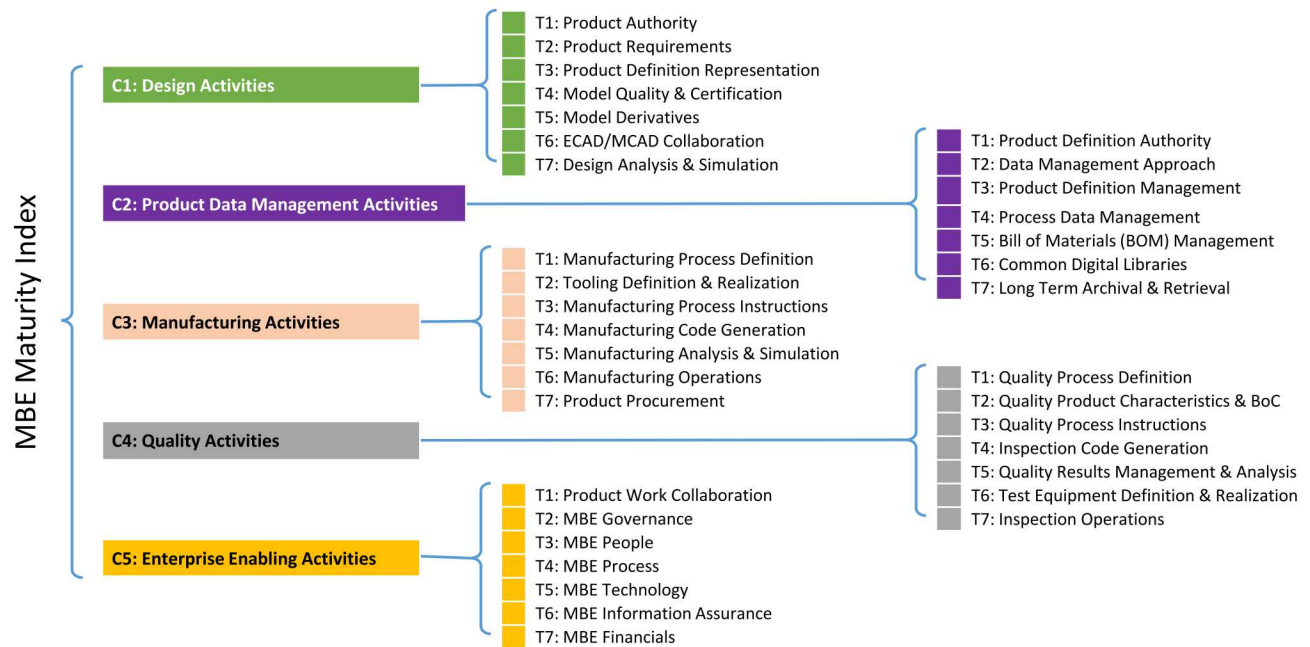 MBE Maturity Index
C1: Design Activities
T1: Product Authority
T2: Product Requirements
T3: Product Definition Representation
T4: Model Quality & Certification
T5: Model Derivatives
T6: ECAD/MCAD Collaboration
T7: Design Analysis & Simulation
C2: Product Data Management Activities
T1: Product Definition Authority
T2: Data Management Approach
T3: Product Definition Management
T4: Process Data Management
T5: Bill of Materials (BOM) Management
T6: Common Digital Libraries
T7: Long Term Archival & Retrieval
C3: Manufacturing Activities
T1: Manufacturing Process Definition
T2: Tooling Definition & Realization
T3: Manufacturing Process Instructions
T4: Manufacturing Code Generation
T5: Manufacturing Analysis & Simulation
T6: Manufacturing Operations
T7: Product Procurement
C4: Quality Activities
T1: Quality Process Definition
T2: Quality Product Characteristics & BoC
T3: Quality Process Instructions
T4: Inspection Code Generation
T5: Quality Results Management & Analysis
T6: Test Equipment Definition & Realization
T7: Inspection Operations
C5: Enterprise Enabling Activities
T1: Product Work Collaboration
T2: MBE Governance
T3: MBE People
T4: MBE Process
T5: MBE Technology
T6: MBE Information Assurance
T7: MBE Financials